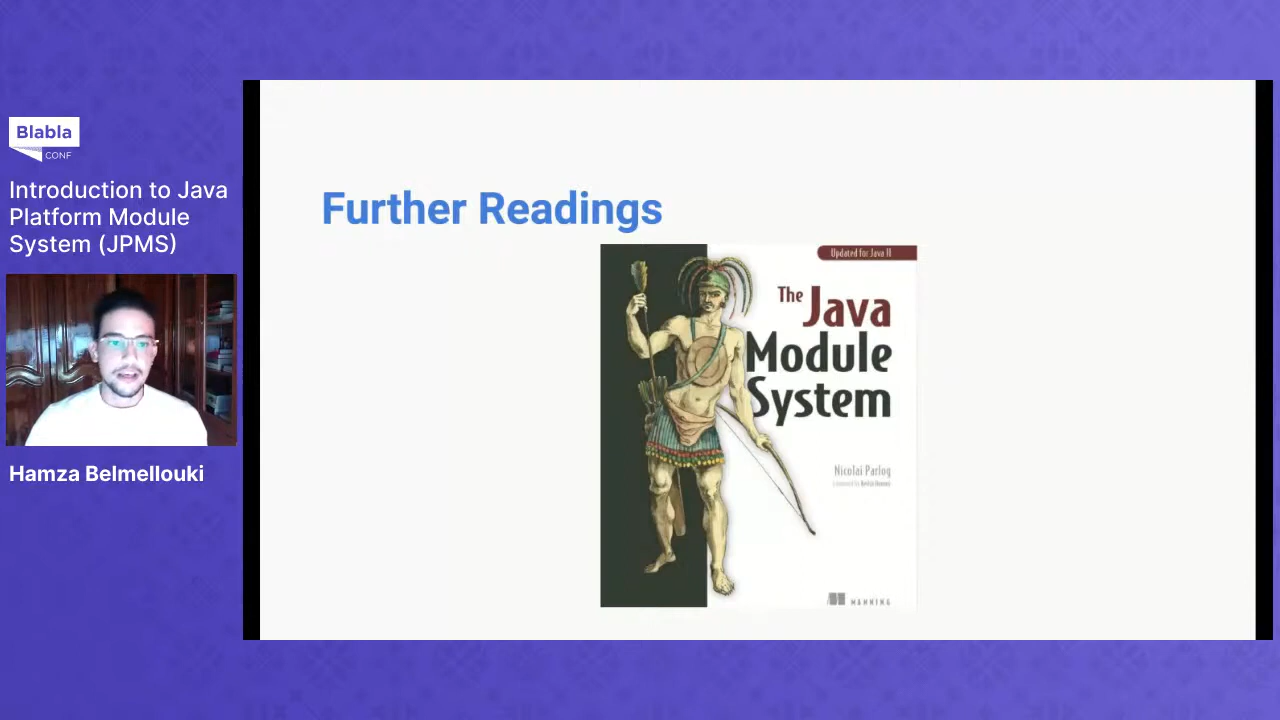 Blabla
CONF
Introduction to Java
Platform Module
System (JPMS)
Hamza Belmellouki
Further Readings
Updated for Java 11
The Java
Module
System
Nicolai Parlog
MANNING